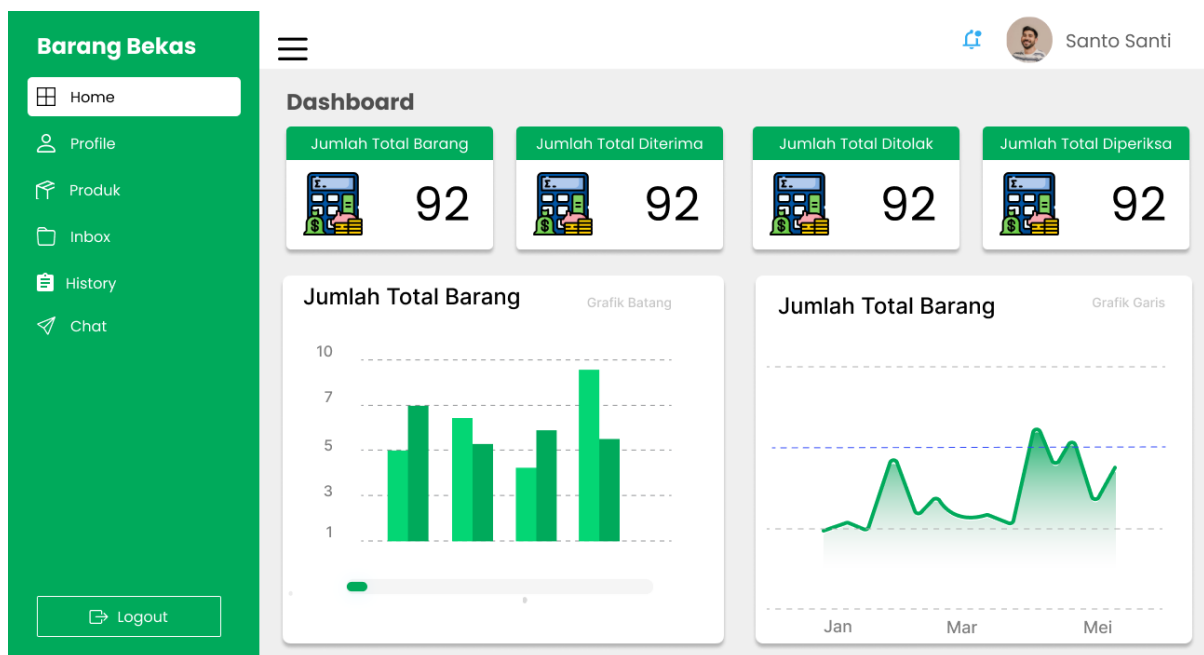 Barang Bekas
Home
Profile
Produk
Inbox
History
Chat
Logout
Santo Santi
Dashboard
Jumlah Total Barang
Σ.
$
92
Jumlah Total Diterima
Σ.
$
92
Jumlah Total Ditolak
Σ.
$
92
Jumlah Total Diperiksa
Σ.
$
92
Jumlah Total Barang
Grafik Batang
10
7
5
3
1
Jumlah Total Barang
Grafik Garis
Jan Mar Mei